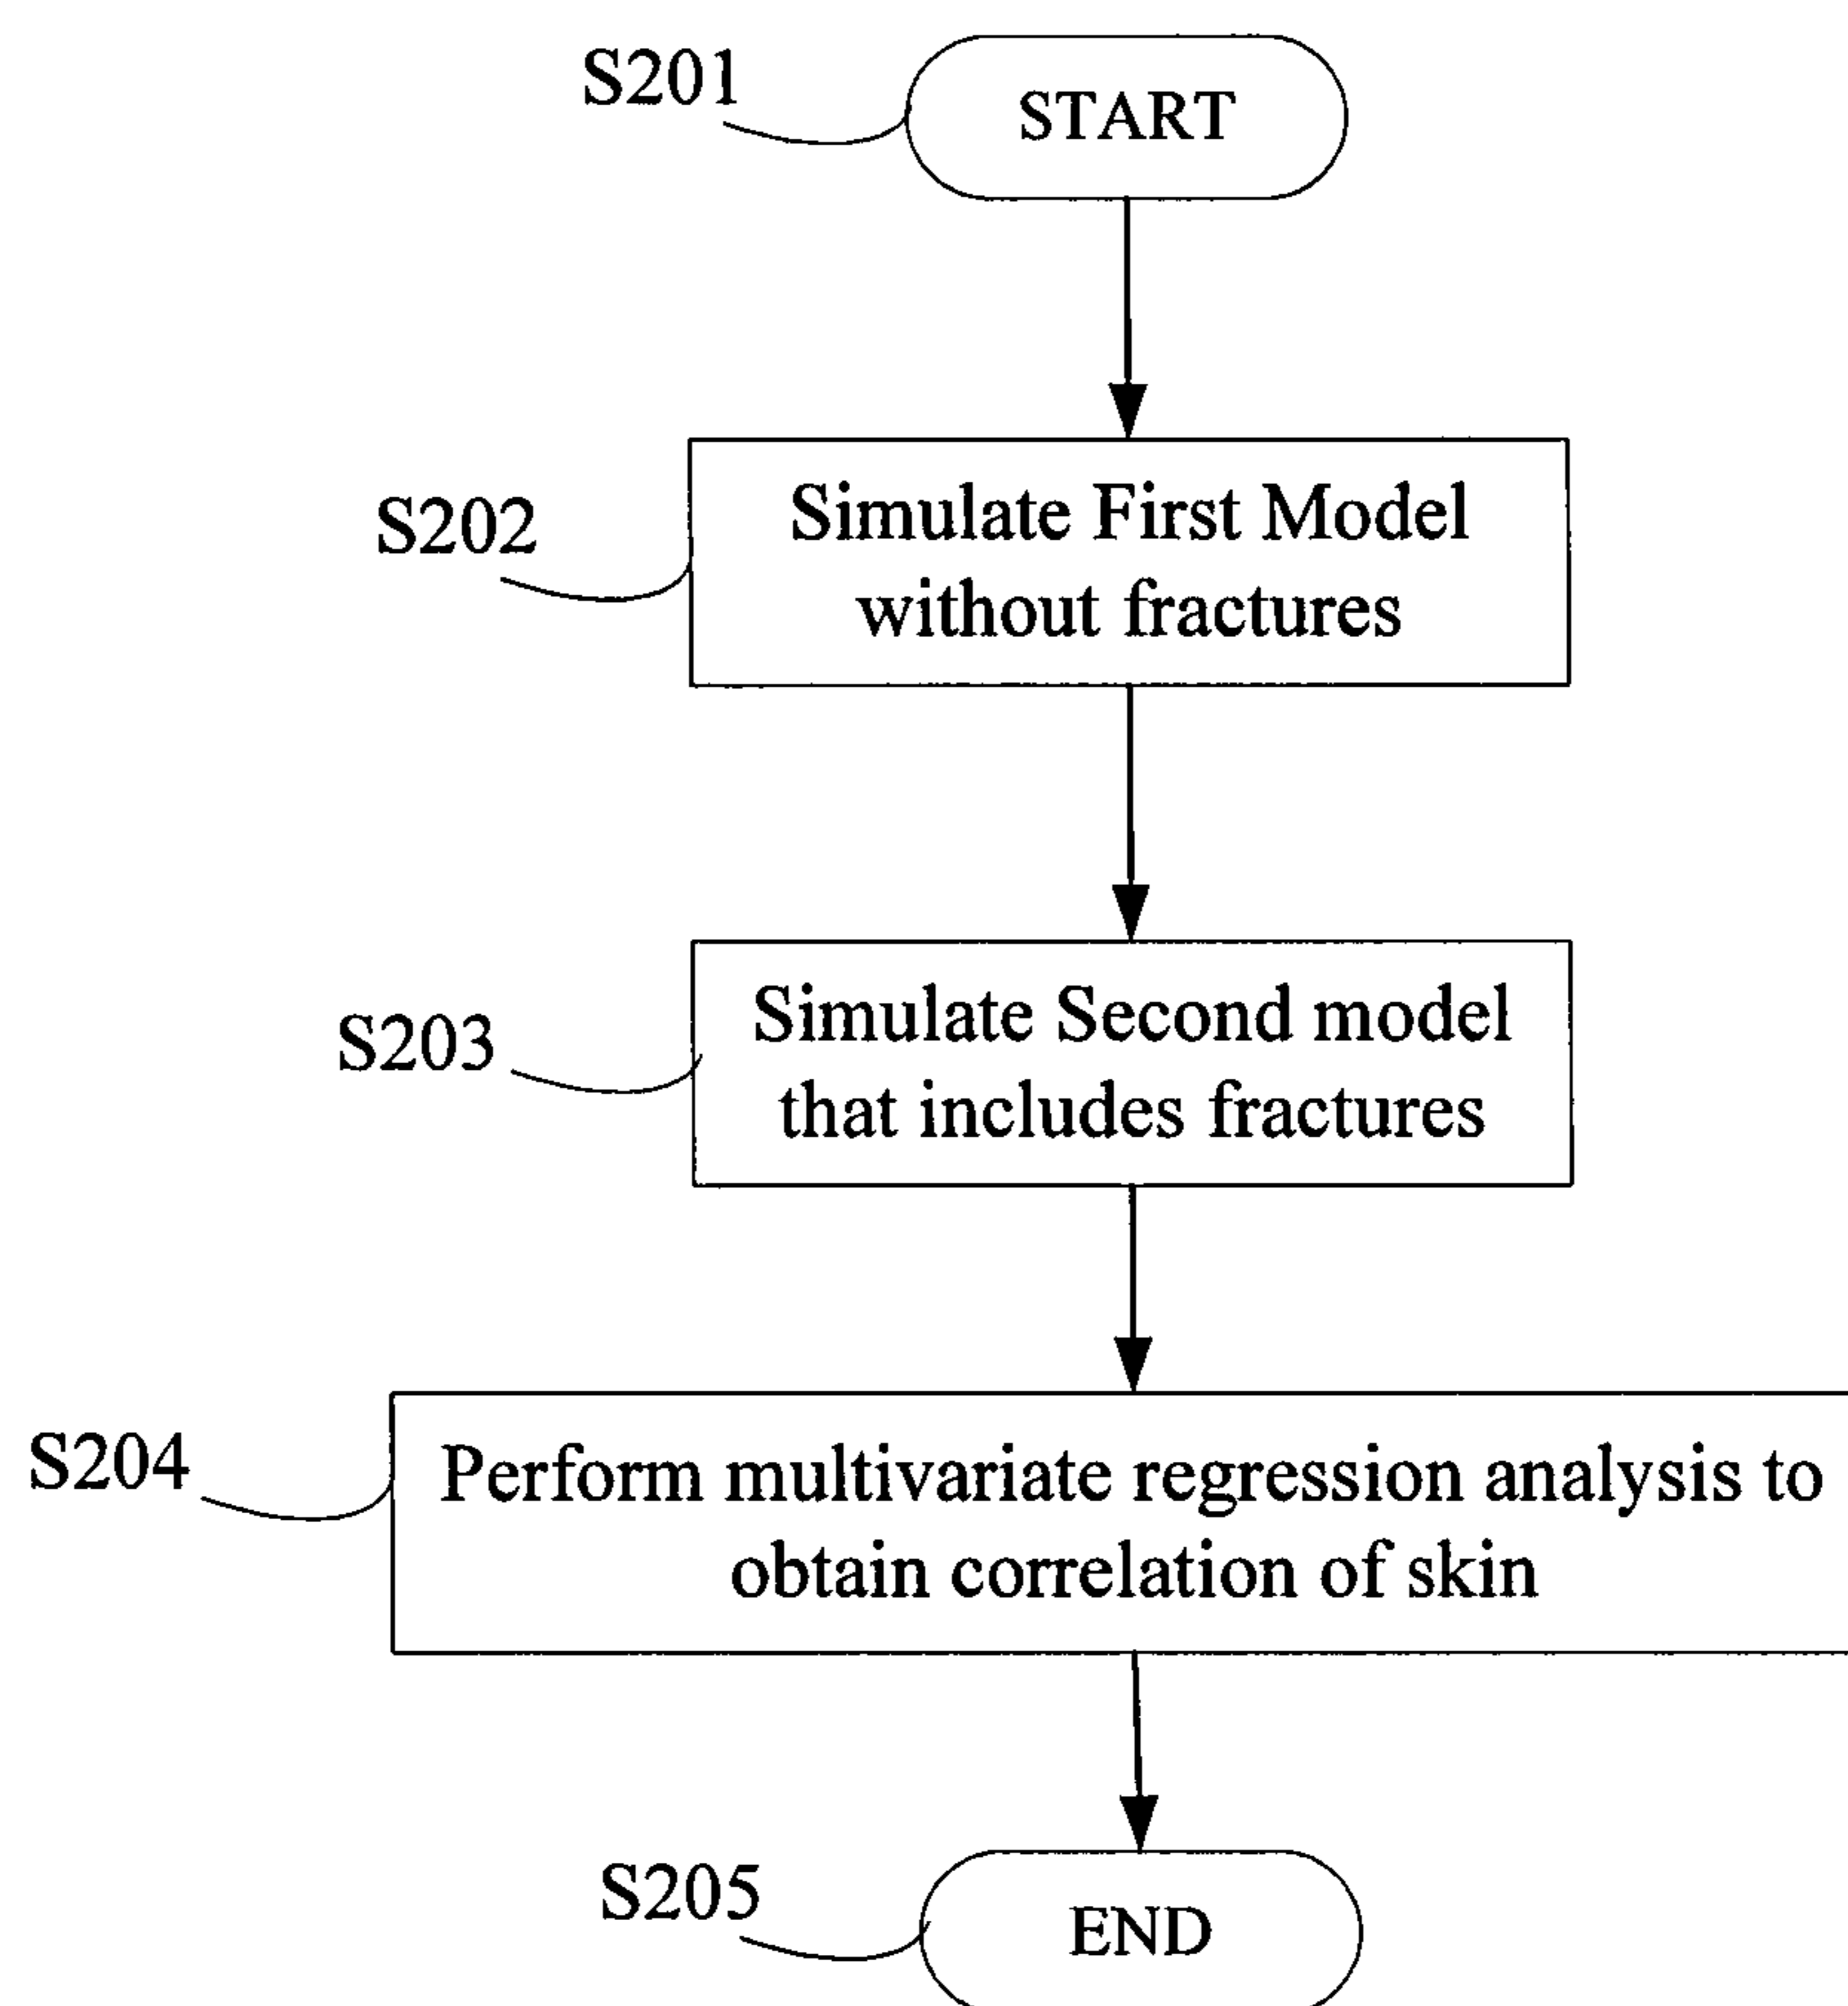 S201
START
S202
Simulate First Model
without fractures
S203
Simulate Second model
that includes fractures
S204
Perform multivariate regression analysis to
obtain correlation of skin
S205
END